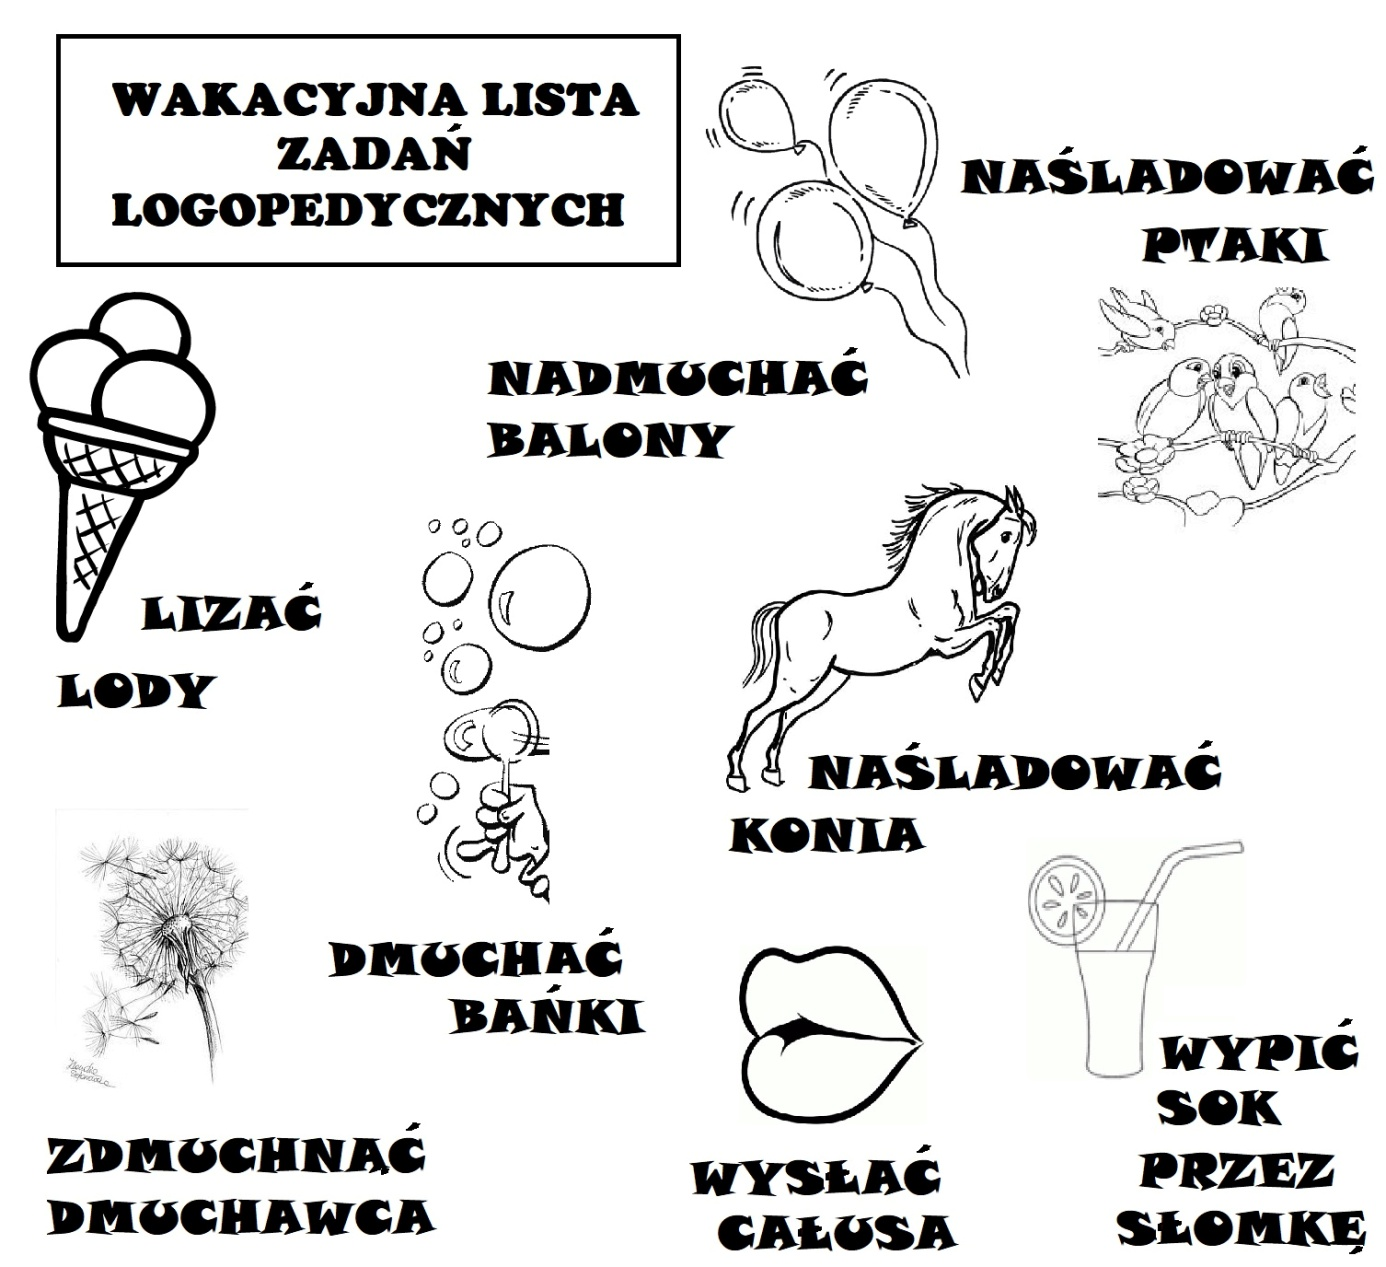 WAKACYJNA LISTA
ZADAŃ
LOGOPEDYCZNYCH
NAŚLADOWAĆ
PTAKI
NADMUCHAĆ
BALONY
LIZAĆ
LODY
NAŚLADOWAĆ
KONIA
DMUCHAĆ
BAŃKI
ZDMUCHNĄĆ
DMUCHAWCA
WYSŁAĆ
CAŁUSA
WYPIĆ
SOK
PRZEZ
SŁOMKĘ